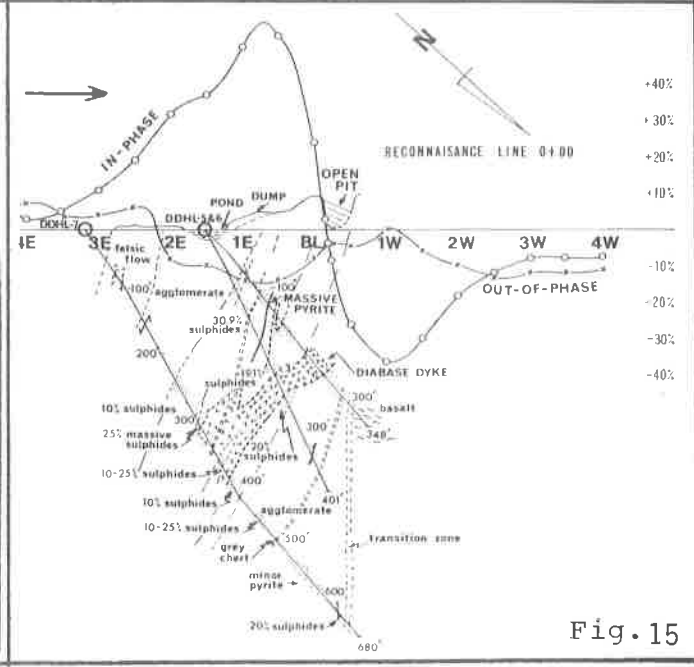 N
+40%
+30%
+20%
+10%
-10%
-20%
-30%
-40%
IN-PHASE
RECONNAISANCE LINE 0+00
OPEN
PIT
DUMP
POND
DDHL-7
DDHL-5&6
4E 3E 2E 1E BL 1W 2W 3W 4W
OUT-OF-PHASE
felsic
flow
100'
agglomerate
100'
MASSIVE
PYRITE
30.9%
sulphides
200'
DIABASE DYKE
sulphides
191'
10% sulphides
300'
300'
300'
basalt
348'
25% massive
sulphides
20%
sulphides
10-25% sulphides
400'
401'
10% sulphides
agglomerate
10-25% sulphides
500'
grey
chert
transition zone
minor
pyrite
600'
20% sulphides
680'
Fig.15